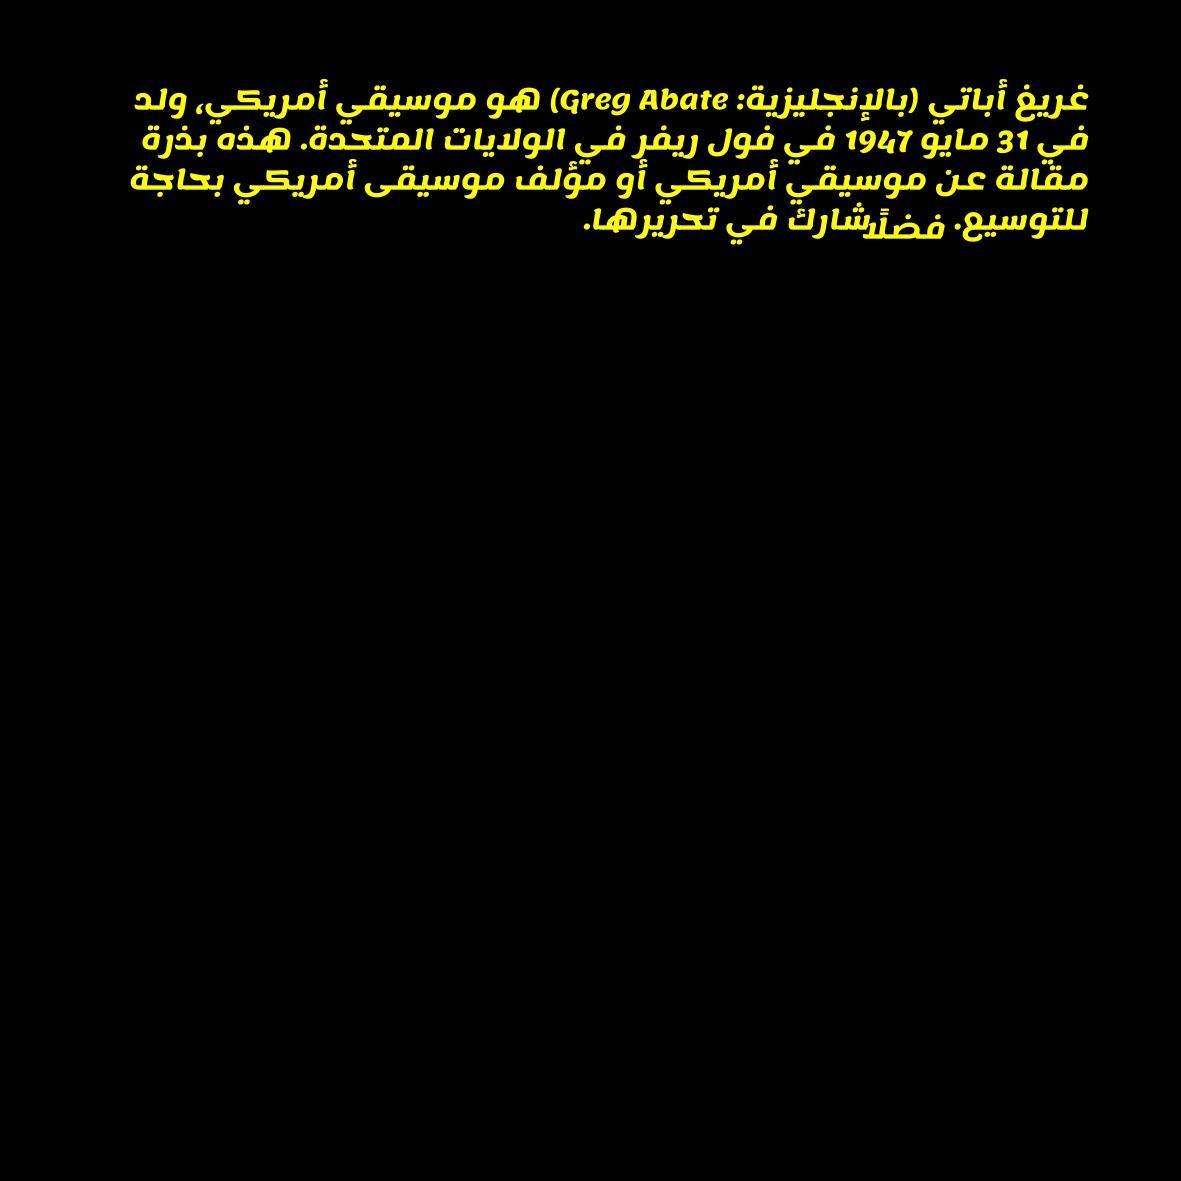 غريغ أباتي (بالإنجليزية: Greg Abate) هو موسيقي أمريكي، ولد
في 31 مايو 1947 في فول ريفر في الولايات المتحدة. هذه بذرة
مقالة عن موسيقي أمريكي أو مؤلف موسيقى أمريكي بحاجة
للتوسيع. فضلًا شارك في تحريرها.